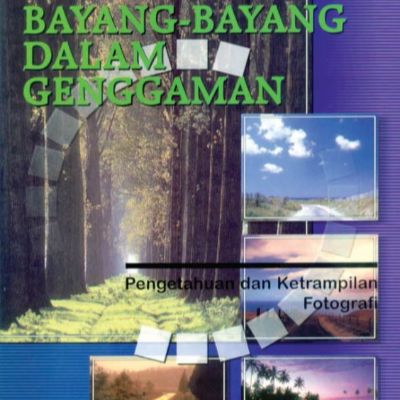 BAYANG-BAYANG
DALAM
GENGGAMAN
Pengetahuan dan Ketrampilan
Fotografi